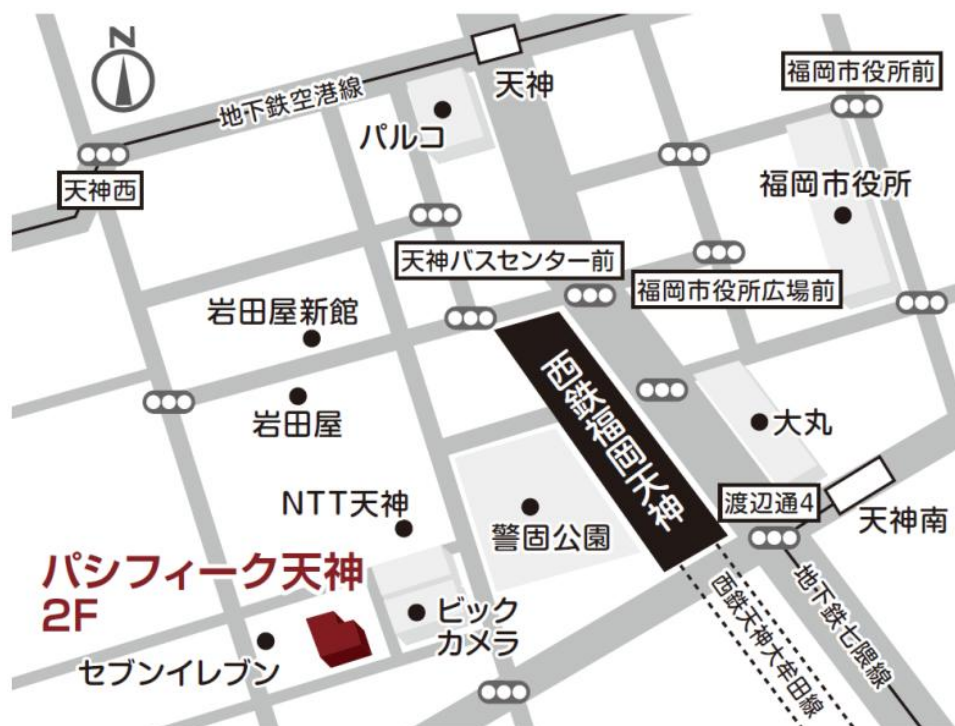 N
地下鉄空港線
天神
福岡市役所前
パルコ
天神西
福岡市役所
天神バスセンター前
福岡市役所広場前
岩田屋新館
岩田屋
西鉄福岡天神
大丸
NTT天神
警固公園
渡辺通4
天神南
パシフィーク天神
2F
ビック
カメラ
セブンイレブン
西鉄天神大牟田線
地下鉄七隈線